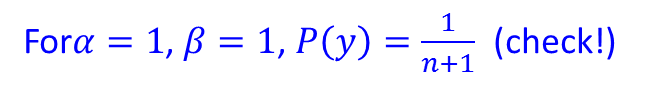 Forα = 1, β = 1, P(y) = 1/(n+1) (check!)